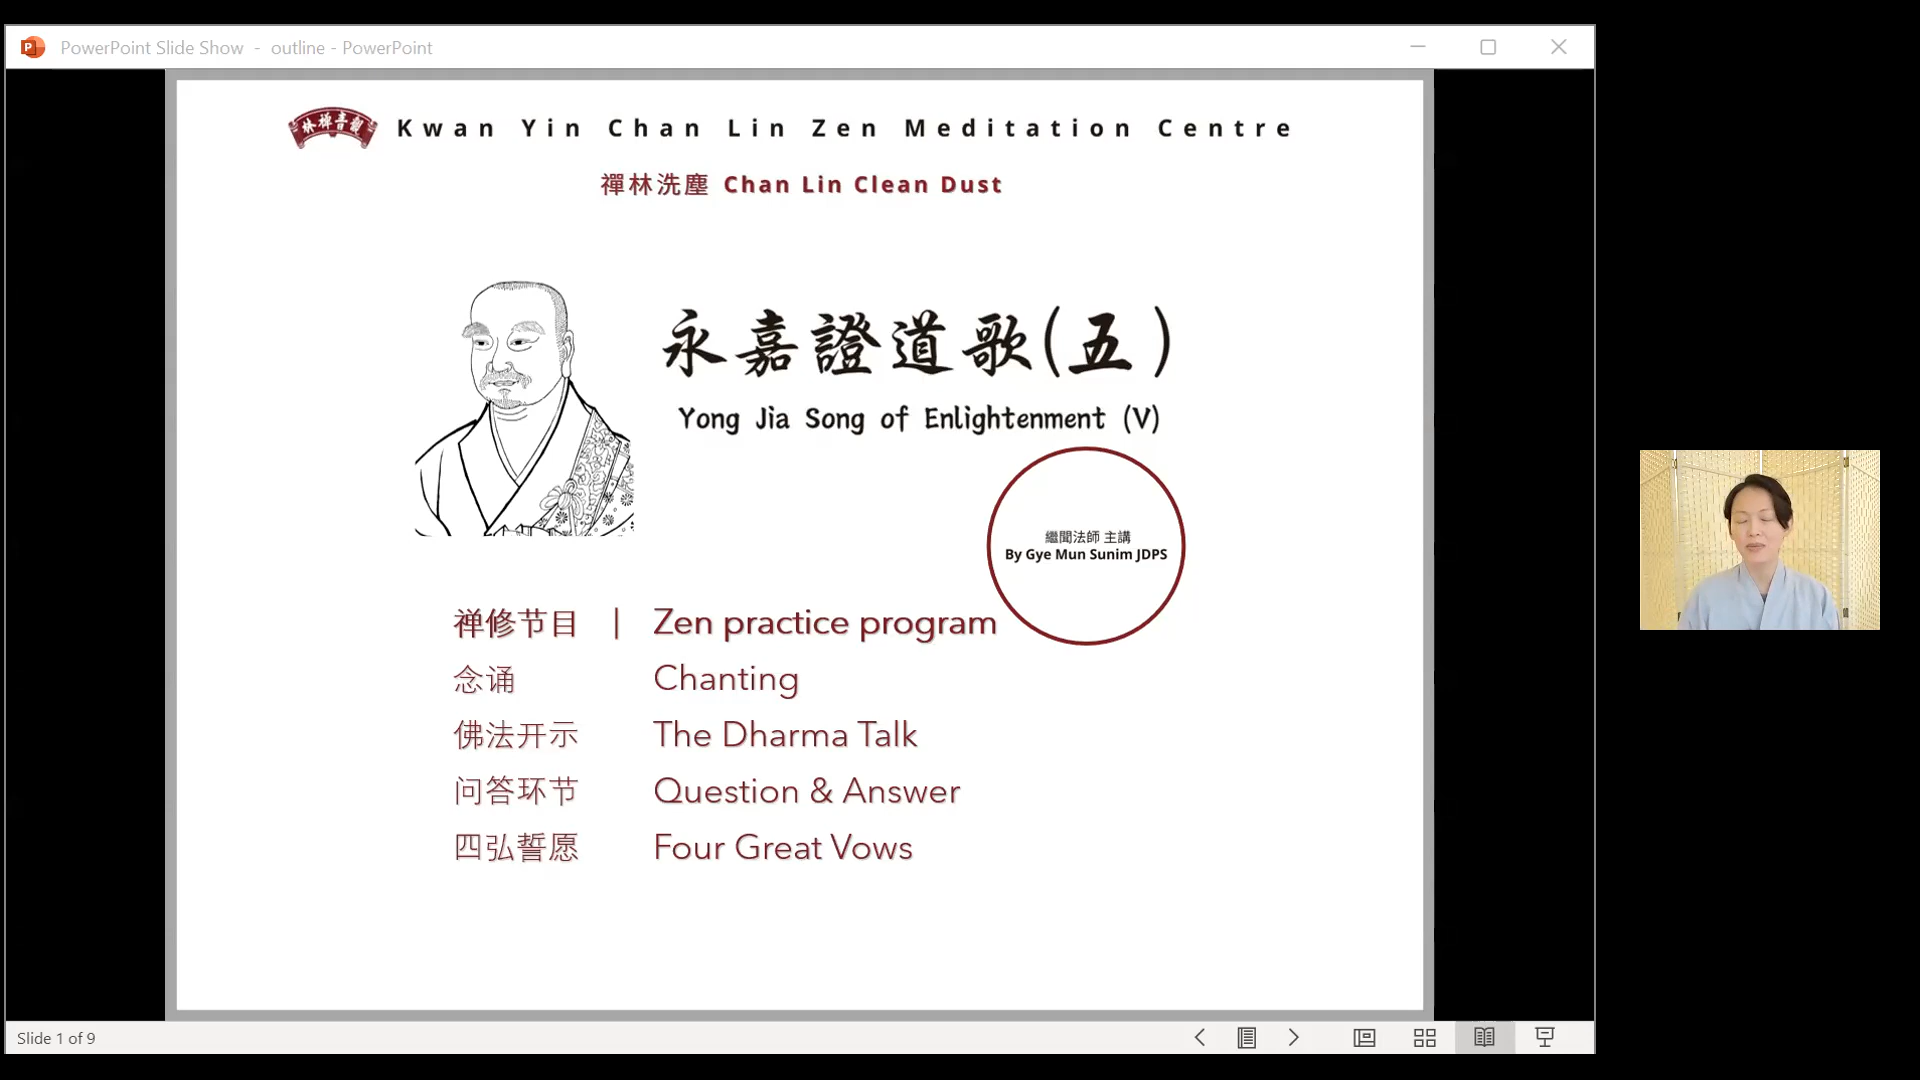 PowerPoint Slide Show - outline - PowerPoint
林禪音觀 Kwan Yin Chan Lin Zen Meditation Centre
禪林洗塵 Chan Lin Clean Dust
永嘉證道歌(五)
Yong Jia Song of Enlightenment (V)
繼聞法師 主講
By Gye Mun Sunim JDPS
禅修节目 | Zen practice program
念诵 Chanting
佛法开示 The Dharma Talk
问答环节 Question & Answer
四弘誓愿 Four Great Vows
Slide 1 of 9